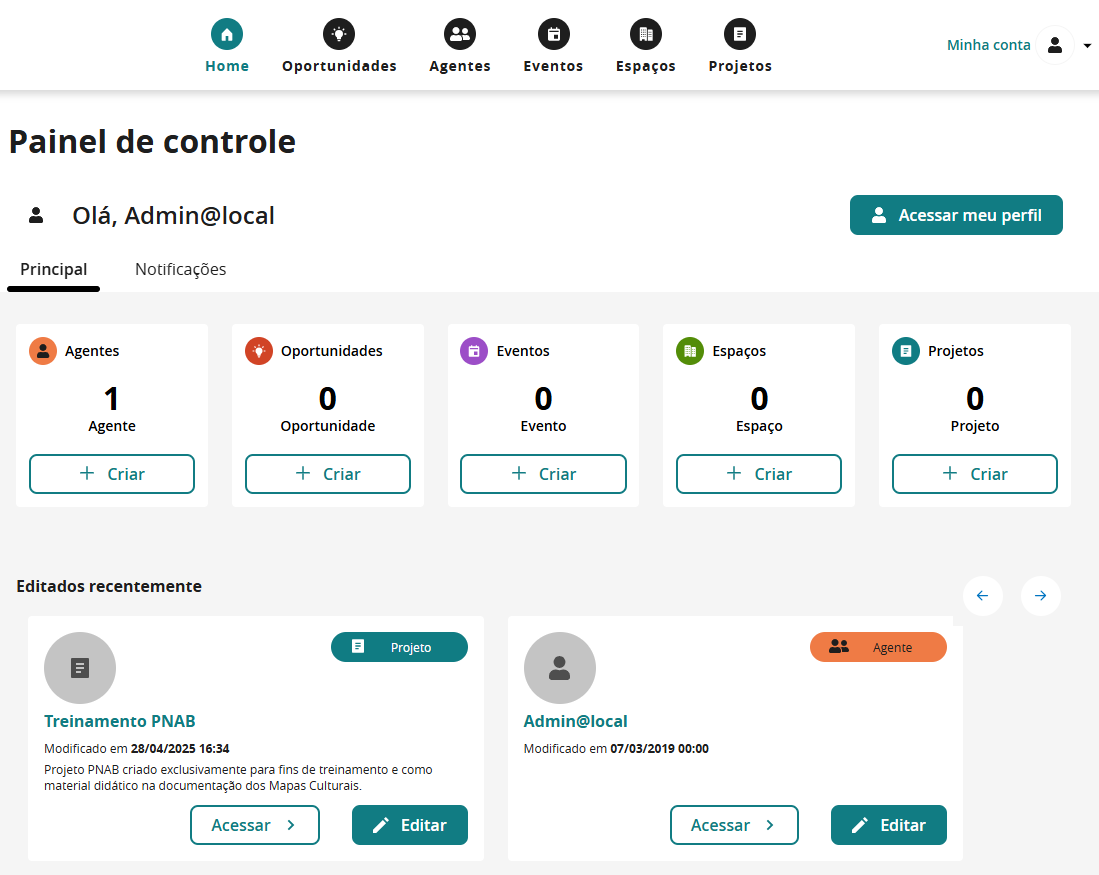 Home
Oportunidades
Agentes
Eventos
Espaços
Projetos
Minha conta
Painel de controle
Olá, Admin@local
Acessar meu perfil
Principal
Notificações
Agentes
1
Agente
Criar
Oportunidades
0
Oportunidade
Criar
Eventos
0
Evento
Criar
Espaços
0
Espaço
Criar
Projetos
0
Projeto
Criar
Editados recentemente
Projeto
Treinamento PNAB
Modificado em 28/04/2025 16:34
Projeto PNAB criado exclusivamente para fins de treinamento e como
material didático na documentação dos Mapas Culturais.
Acessar
Editar
Agente
Admin@local
Modificado em 07/03/2019 00:00
Acessar
Editar